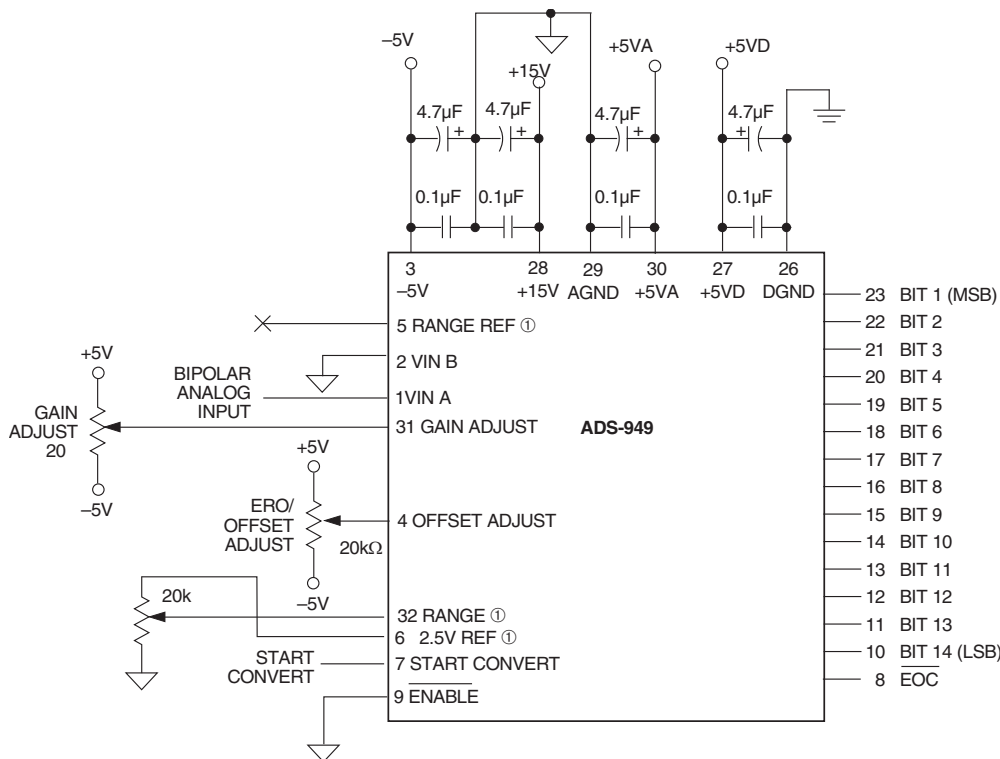 –5V
+15V
+5VA
+5VD
4.7µF 4.7µF 4.7µF 4.7µF
+ + + +
0.1µF 0.1µF 0.1µF 0.1µF
3 28 29 30 27 26
–5V +15V AGND +5VA +5VD DGND
5 RANGE REF ①
2 VIN B
BIPOLAR
ANALOG
INPUT
1VIN A
+5V
GAIN
ADJUST
20
–5V
31 GAIN ADJUST
ADS-949
+5V
ERO/
OFFSET
ADJUST
20kΩ
–5V
4 OFFSET ADJUST
20k
32 RANGE ①
6 2.5V REF ①
START
CONVERT
7 START CONVERT
9 ENABLE
23 BIT 1 (MSB)
22 BIT 2
21 BIT 3
20 BIT 4
19 BIT 5
18 BIT 6
17 BIT 7
16 BIT 8
15 BIT 9
14 BIT 10
13 BIT 11
12 BIT 12
11 BIT 13
10 BIT 14 (LSB)
8 EOC